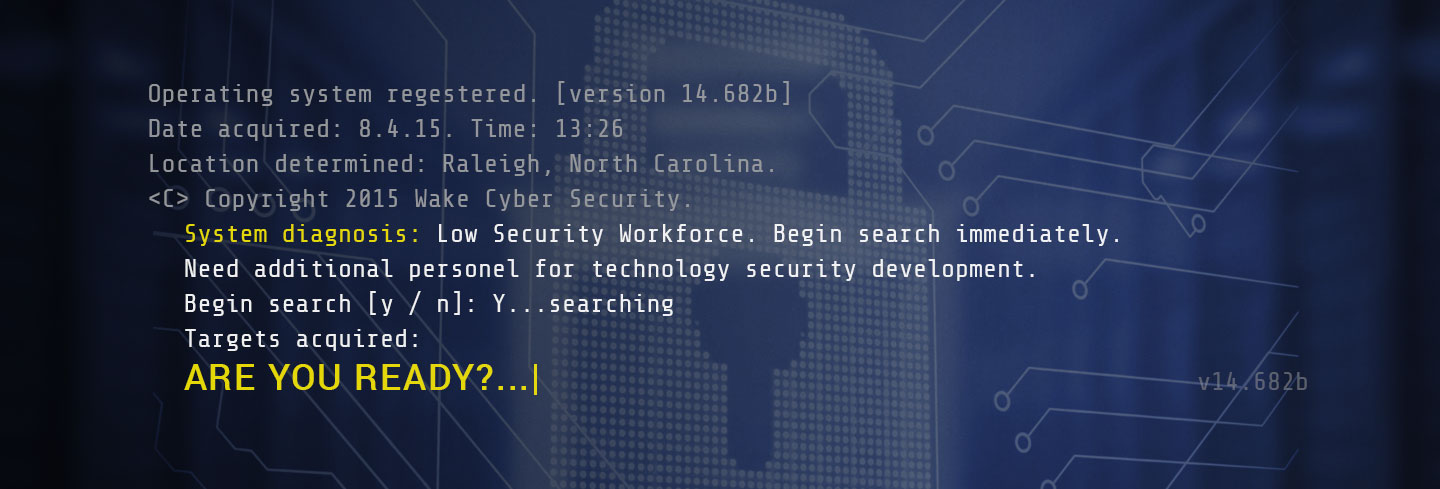 Operating system regestered. [version 14.682b]
Date acquired: 8.4.15. Time: 13:26
Location determined: Raleigh, North Carolina.
<C> Copyright 2015 Wake Cyber Security.
System diagnosis: Low Security Workforce. Begin search immediately.
Need additional personel for technology security development.
Begin search [y / n]: Y...searching
Targets acquired:
ARE YOU READY?...|
v14.682b